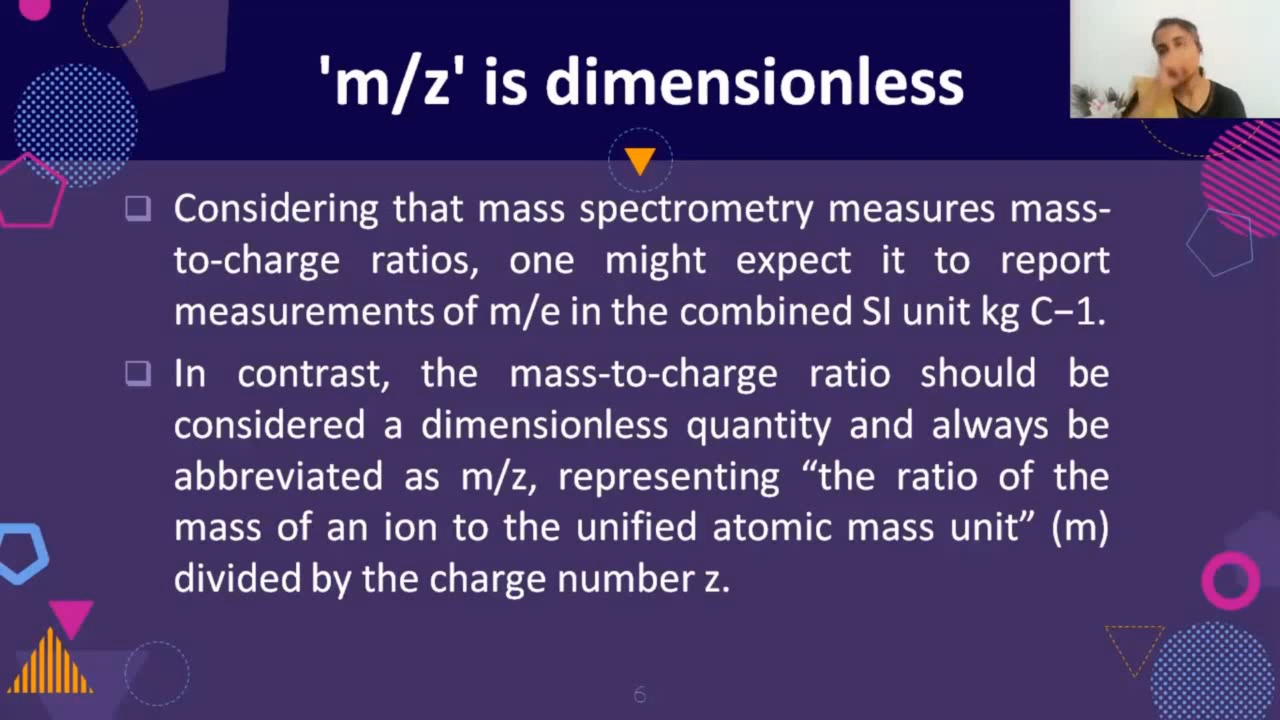 'm/z' is dimensionless
Considering that mass spectrometry measures mass-
to-charge ratios, one might expect it to report
measurements of m/e in the combined SI unit kg C−1.
In contrast, the mass-to-charge ratio should be
considered a dimensionless quantity and always be
abbreviated as m/z, representing “the ratio of the
mass of an ion to the unified atomic mass unit” (m)
divided by the charge number z.
6